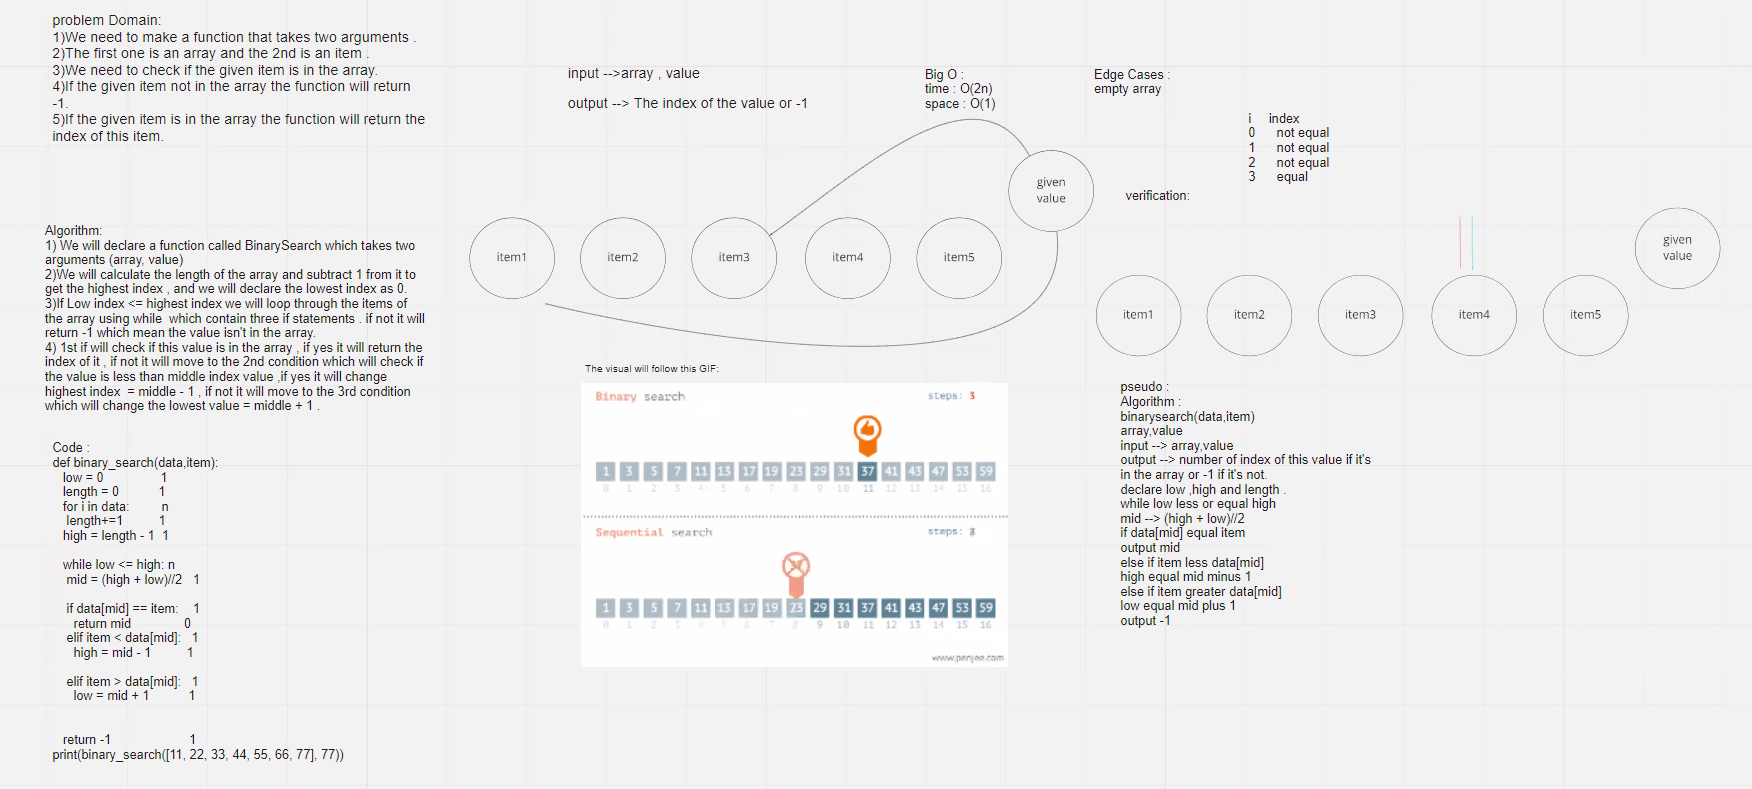 problem Domain:
1)We need to make a function that takes two arguments .
2)The first one is an array and the 2nd is an item .
3)We need to check if the given item is in the array.
4)If the given item not in the array the function will return
-1.
5)If the given item is in the array the function will return the
index of this item.
input -->array , value
output --> The index of the value or -1
Big O :
time : O(2n)
space : O(1)
Edge Cases :
empty array
i index
0 not equal
1 not equal
2 not equal
3 equal
verification:
given
value
item1 item2 item3 item4 item5
given
value
item1 item2 item3 item4 item5
Algorithm:
1) We will declare a function called BinarySearch which takes two
arguments (array, value)
2)We will calculate the length of the array and subtract 1 from it to
get the highest index , and we will declare the lowest index as 0.
3)If Low index <= highest index we will loop through the items of
the array using while which contain three if statements . if not it will
return -1 which mean the value isn't in the array.
4) 1st if will check if this value is in the array , if yes it will return the
index of it , if not it will move to the 2nd condition which will check if
the value is less than middle index value ,if yes it will change
highest index = middle - 1 , if not it will move to the 3rd condition
which will change the lowest value = middle + 1 .
Code :
def binary_search(data,item):
low = 0 1
length = 0 1
for i in data: n
length+=1 1
high = length - 1 1
while low <= high: n
mid = (high + low)//2 1
if data[mid] == item: 1
return mid 0
elif item < data[mid]: 1
high = mid - 1 1
elif item > data[mid]: 1
low = mid + 1 1
return -1 1
print(binary_search([11, 22, 33, 44, 55, 66, 77], 77))
The visual will follow this GIF:
Binary search steps: 3
1 3 5 7 11 13 17 19 23 29 31 37 41 43 47 53 59
0 1 2 3 4 5 6 7 8 9 10 11 12 13 14 15 16
Sequential search steps:
1 3 5 7 11 13 17 19 23 29 31 37 41 43 47 53 59
0 1 2 3 4 5 6 9 10 11 12 13 14 15 16
www.penjee.com
pseudo :
Algorithm :
binarysearch(data,item)
array,value
input --> array,value
output --> number of index of this value if it's
in the array or -1 if it's not.
declare low ,high and length .
while low less or equal high
mid --> (high + low)//2
if data[mid] equal item
output mid
else if item less data[mid]
high equal mid minus 1
else if item greater data[mid]
low equal mid plus 1
output -1